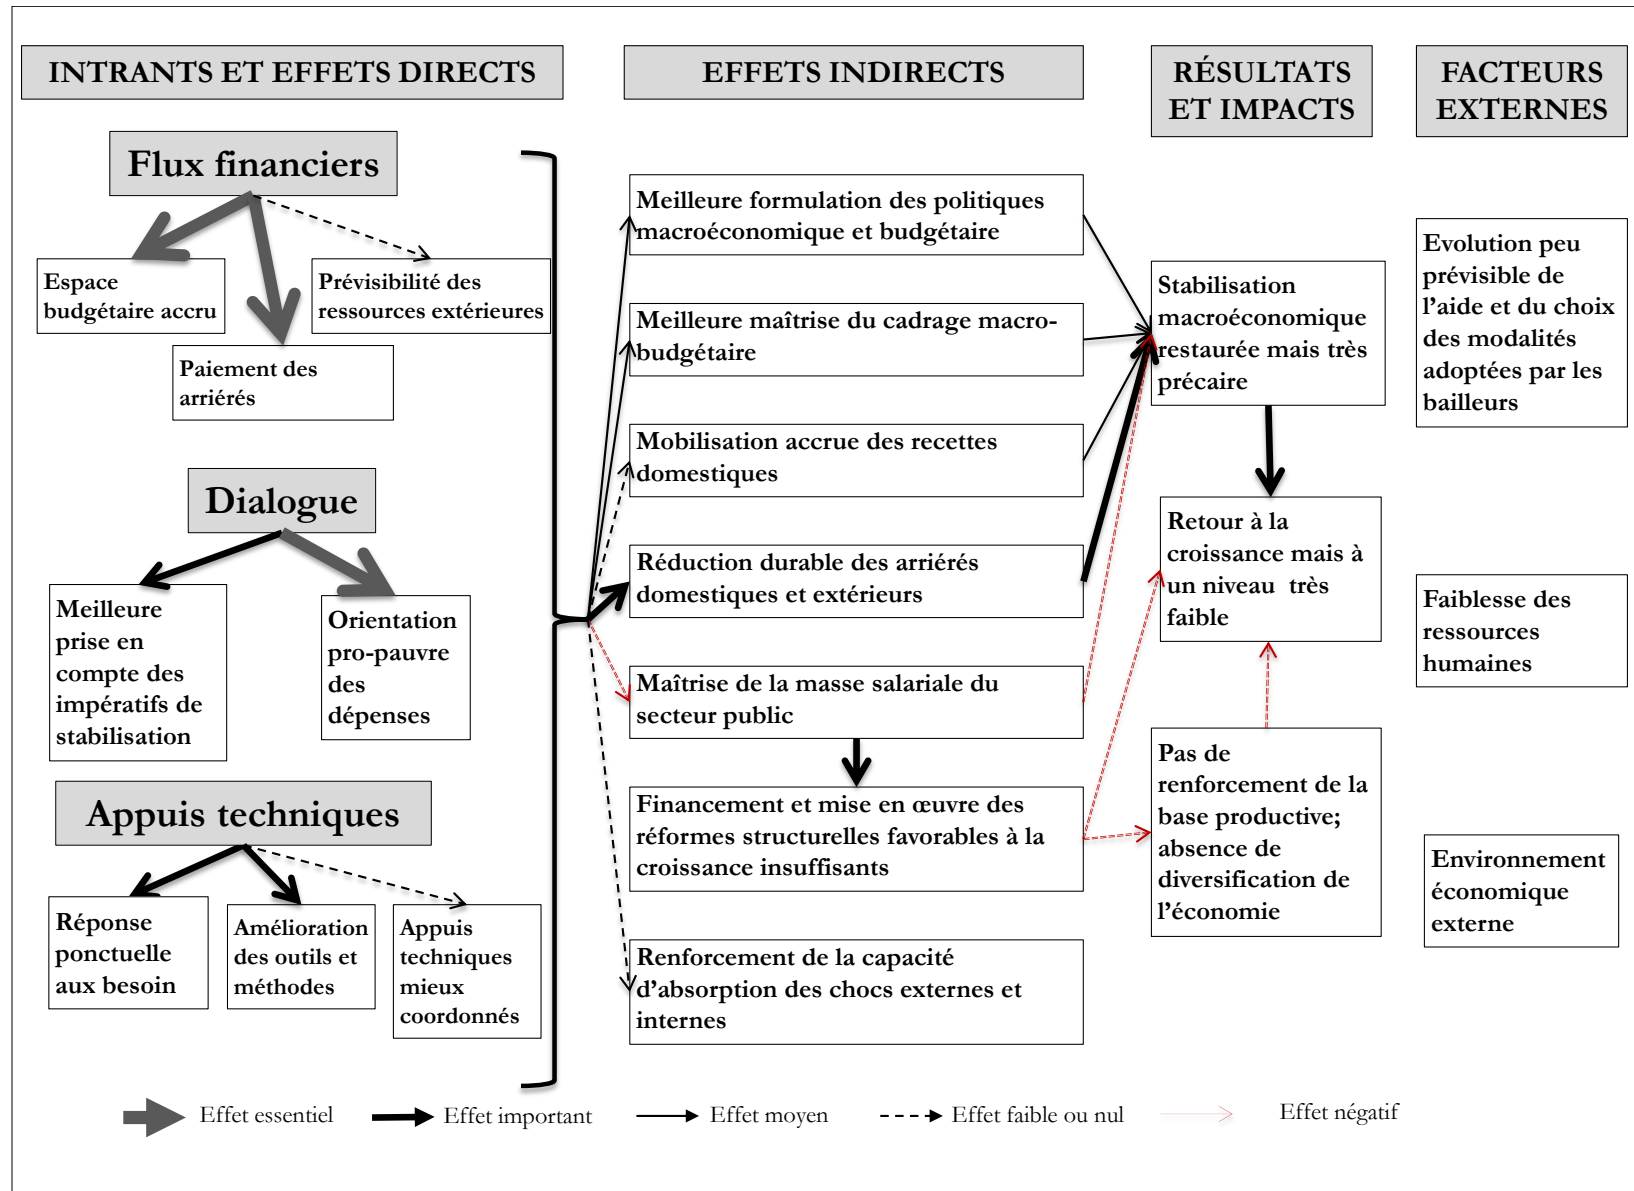 INTRANTS ET EFFETS DIRECTS
Flux financiers
Espace
budgétaire accru
Prévisibilité des
ressources extérieures
Paiement des
arriérés
Dialogue
Meilleure
prise en
compte des
impératifs de
stabilisation
Orientation
pro-pauvre
des
dépenses
Appuis techniques
Réponse
ponctuelle
aux besoin
Amélioration
des outils et
méthodes
Appuis
techniques
mieux
coordonnés
EFFETS INDIRECTS
Meilleure formulation des politiques
macroéconomique et budgétaire
Meilleure maîtrise du cadrage macro-
budgétaire
Mobilisation accrue des recettes
domestiques
Réduction durable des arriérés
domestiques et extérieurs
Maîtrise de la masse salariale du
secteur public
Financement et mise en œuvre des
réformes structurelles favorables à la
croissance insuffisants
Renforcement de la capacité
d’absorption des chocs externes et
internes
RÉSULTATS
ET IMPACTS
Stabilisation
macroéconomique
restaurée mais très
précaire
Retour à la
croissance mais à
un niveau très
faible
Pas de
renforcement de la
base productive;
absence de
diversification de
l’économie
FACTEURS
EXTERNES
Evolution peu
prévisible de
l’aide et du choix
des modalités
adoptées par les
bailleurs
Faiblesse des
ressources
humaines
Environnement
économique
externe
Effet essentiel
Effet important
Effet moyen
Effet faible ou nul
Effet négatif